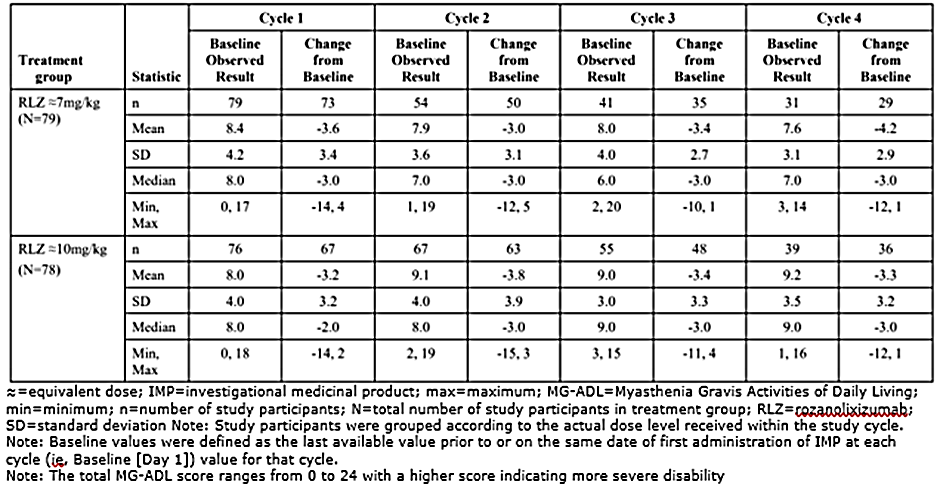 Cycle 1 Cycle 2 Cycle 3 Cycle 4
Treatment group Statistic Baseline Observed Result Change from Baseline Baseline Observed Result Change from Baseline Baseline Observed Result Change from Baseline Baseline Observed Result Change from Baseline
RLZ ≈7mg/kg (N=79) n 79 73 54 50 41 35 31 29
Mean 8.4 -3.6 7.9 -3.0 8.0 -3.4 7.6 -4.2
SD 4.2 3.4 3.6 3.1 4.0 2.7 3.1 2.9
Median 8.0 -3.0 7.0 -3.0 6.0 -3.0 7.0 -3.0
Min, Max 0, 17 -14, 4 1, 19 -12, 5 2, 20 -10, 1 3, 14 -12, 1
RLZ ≈10mg/kg (N=78) n 76 67 67 63 55 48 39 36
Mean 8.0 -3.2 9.1 -3.8 9.0 -3.4 9.2 -3.3
SD 4.0 3.2 4.0 3.9 3.0 3.3 3.5 3.2
Median 8.0 -2.0 8.0 -3.0 9.0 -3.0 9.0 -3.0
Min, Max 0, 18 -14, 2 2, 19 -15, 3 3, 15 -11, 4 1, 16 -12, 1
≈=equivalent dose; IMP=investigational medicinal product; max=maximum; MG-ADL=Myasthenia Gravis Activities of Daily Living;
min=minimum; n=number of study participants; N=total number of study participants in treatment group; RLZ=rozanolixizumab;
SD=standard deviation Note: Study participants were grouped according to the actual dose level received within the study cycle.
Note: Baseline values were defined as the last available value prior to or on the same date of first administration of IMP at each
cycle (ie, Baseline [Day 1]) value for that cycle.
Note: The total MG-ADL score ranges from 0 to 24 with a higher score indicating more severe disability